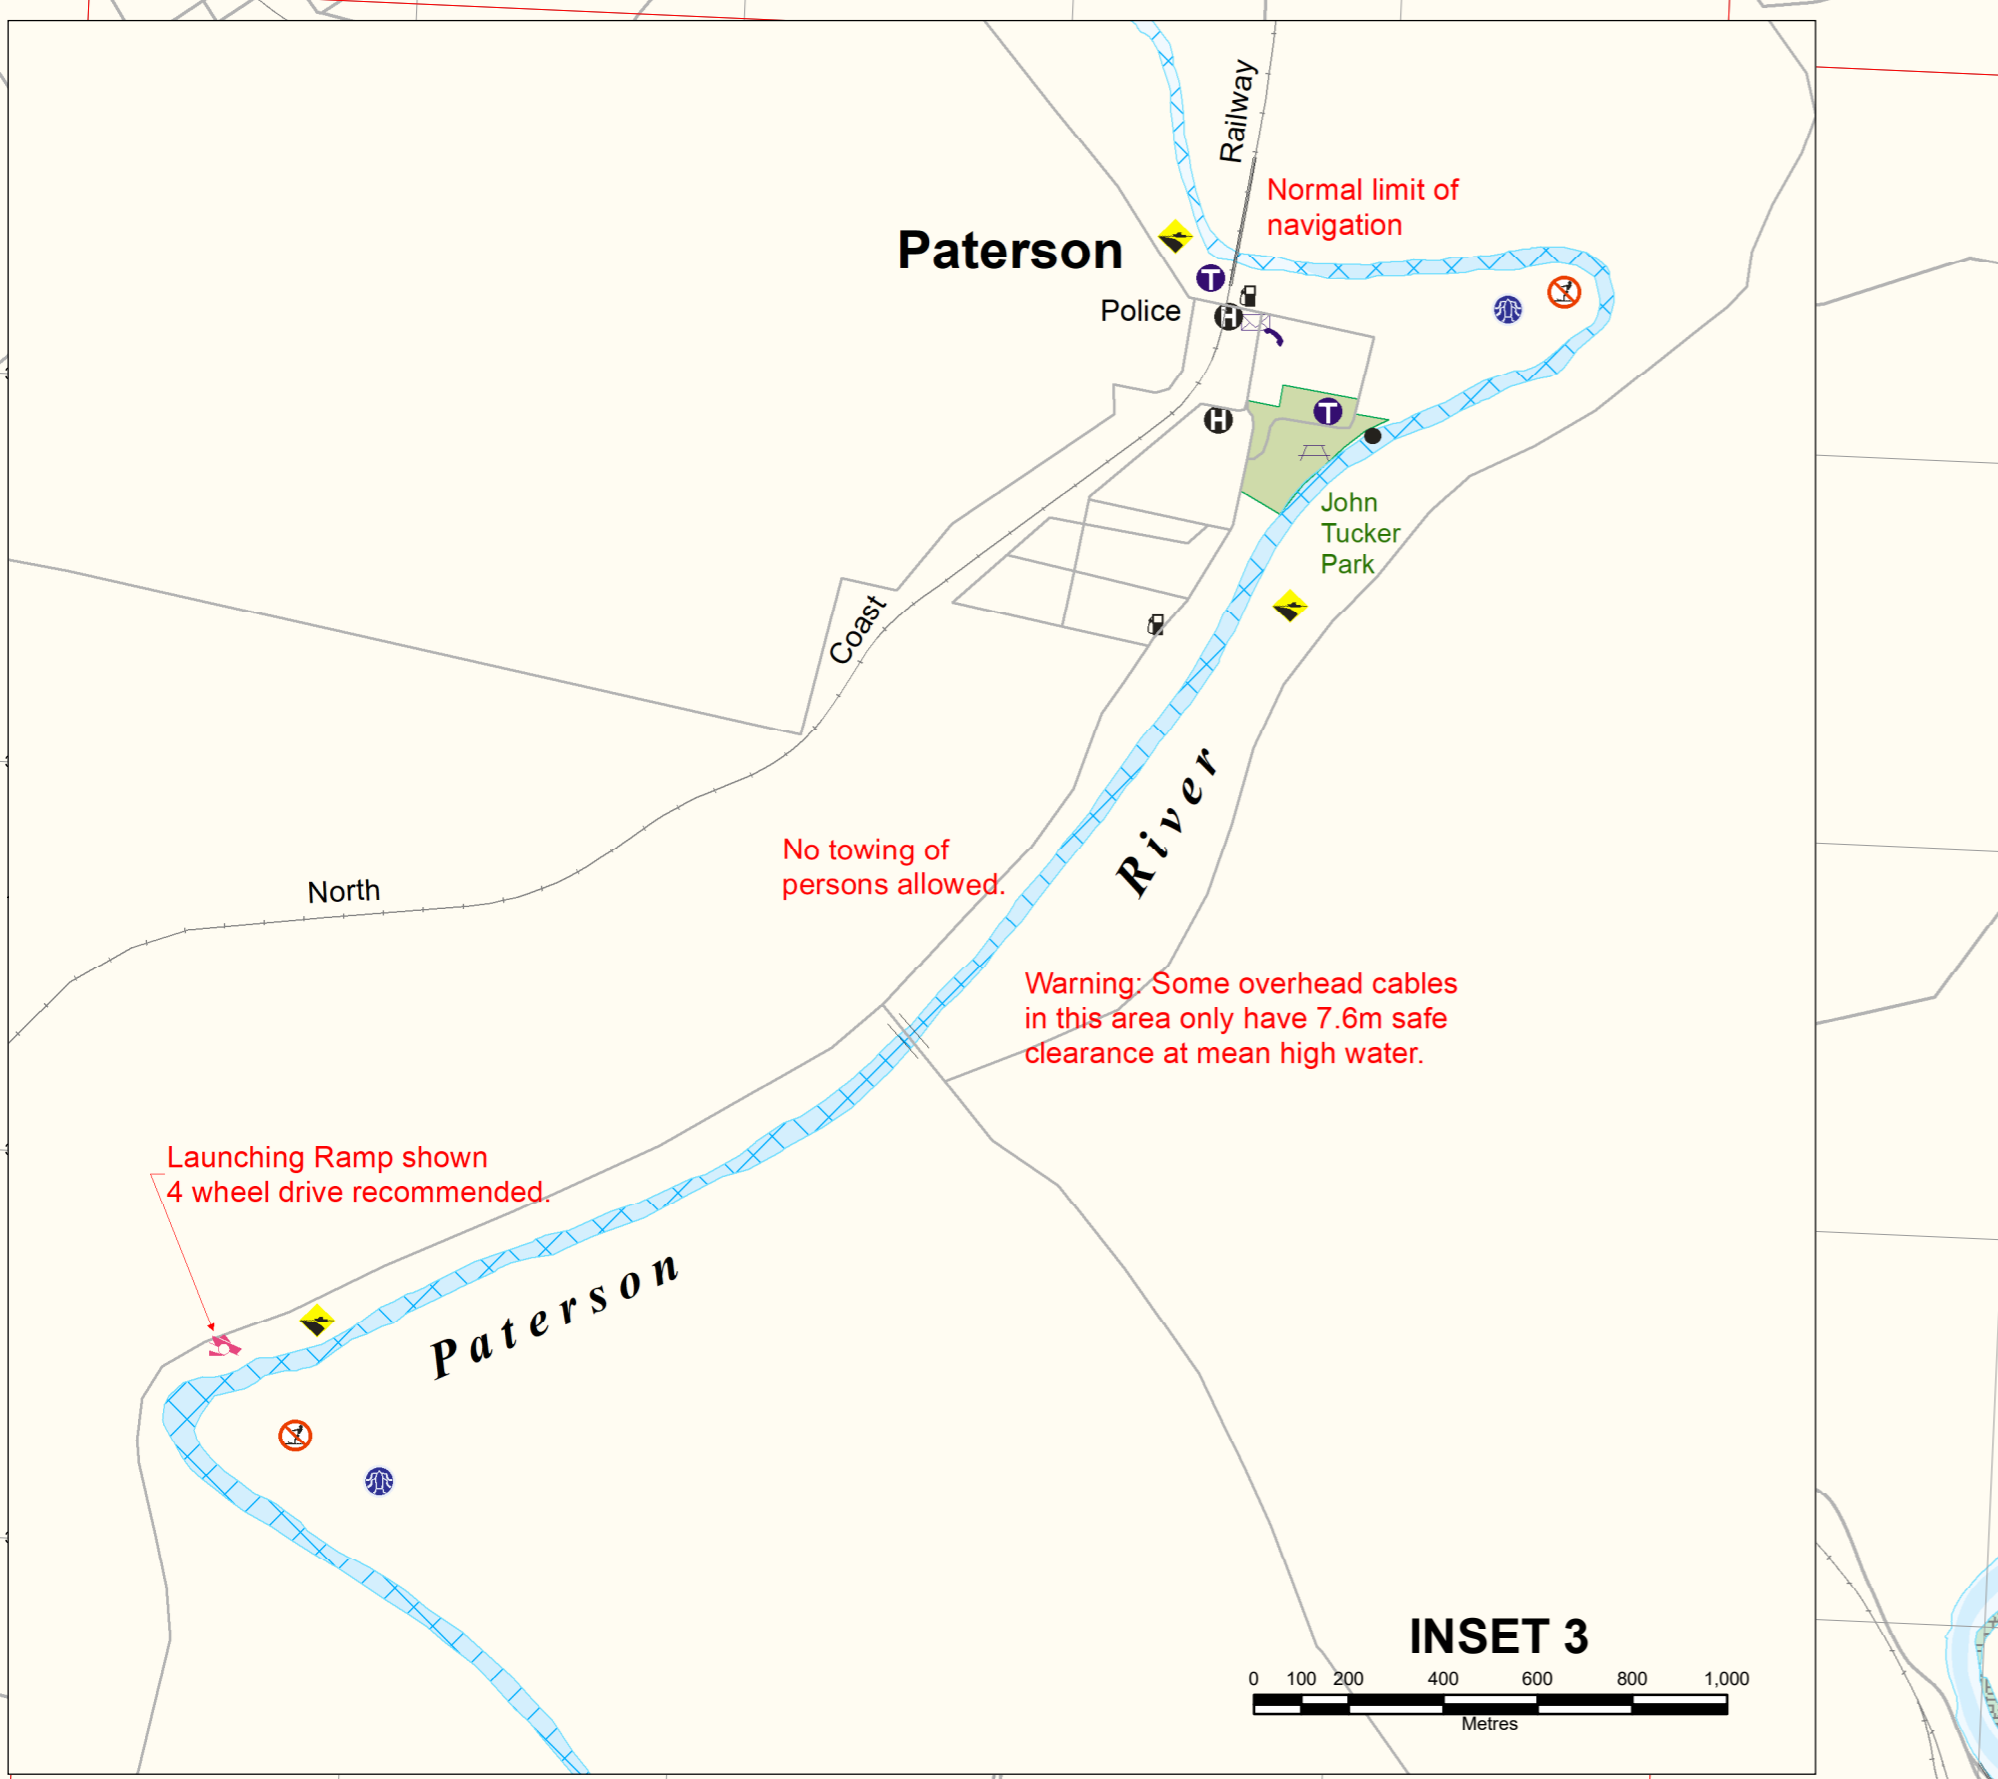 Railway
Normal limit of
navigation
Paterson
T
Police
H
H
T
John
Tucker
Park
Coast
River
No towing of
persons allowed.
North
Warning: Some overhead cables
in this area only have 7.6m safe
clearance at mean high water.
Launching Ramp shown
4 wheel drive recommended.
Paterson
INSET 3
0 100 200 400 600 800 1,000
Metres